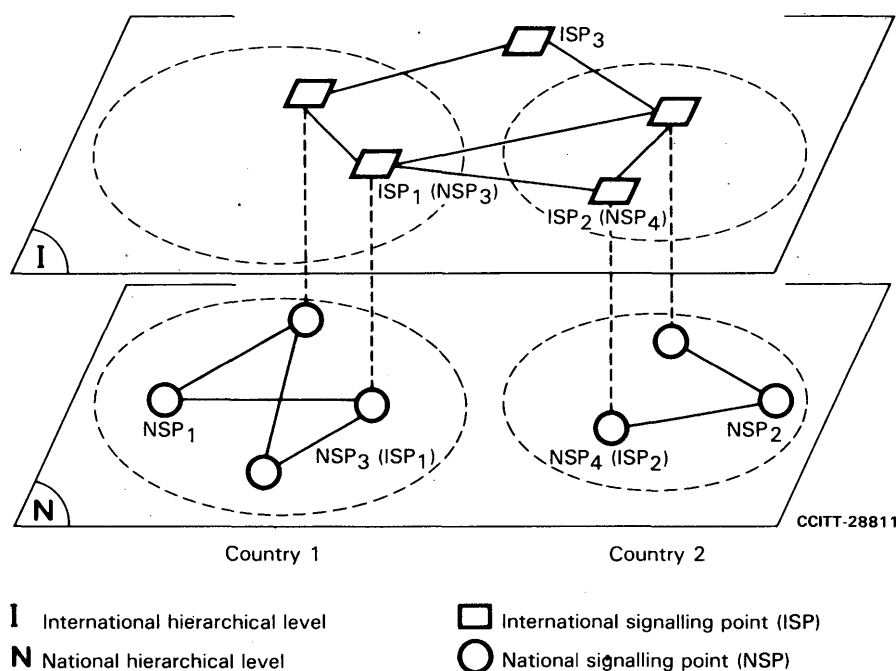 ISP3
ISP1 (NSP3)
ISP2 (NSP4)
I
NSP1
NSP3 (ISP1)
NSP4 (ISP2)
NSP2
N
CCITT-28811
Country 1
Country 2
I International hierarchical level
International signalling point (ISP)
N National hierarchical level
National signalling point (NSP)